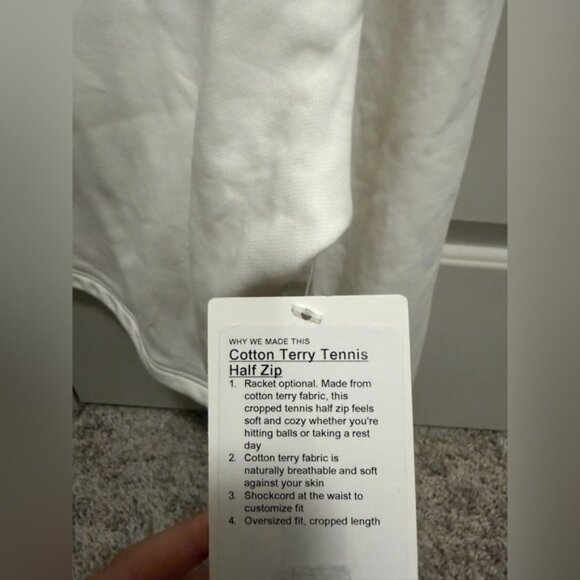 WHY WE MADE THIS
Cotton Terry Tennis
Half Zip
1. Racket optional. Made from
cotton terry fabric, this
cropped tennis half zip feels
soft and cozy whether you're
hitting balls or taking a rest
day
2. Cotton terry fabric is
naturally breathable and soft
against your skin
3. Shockcord at the waist to
customize fit
4. Oversized fit, cropped length